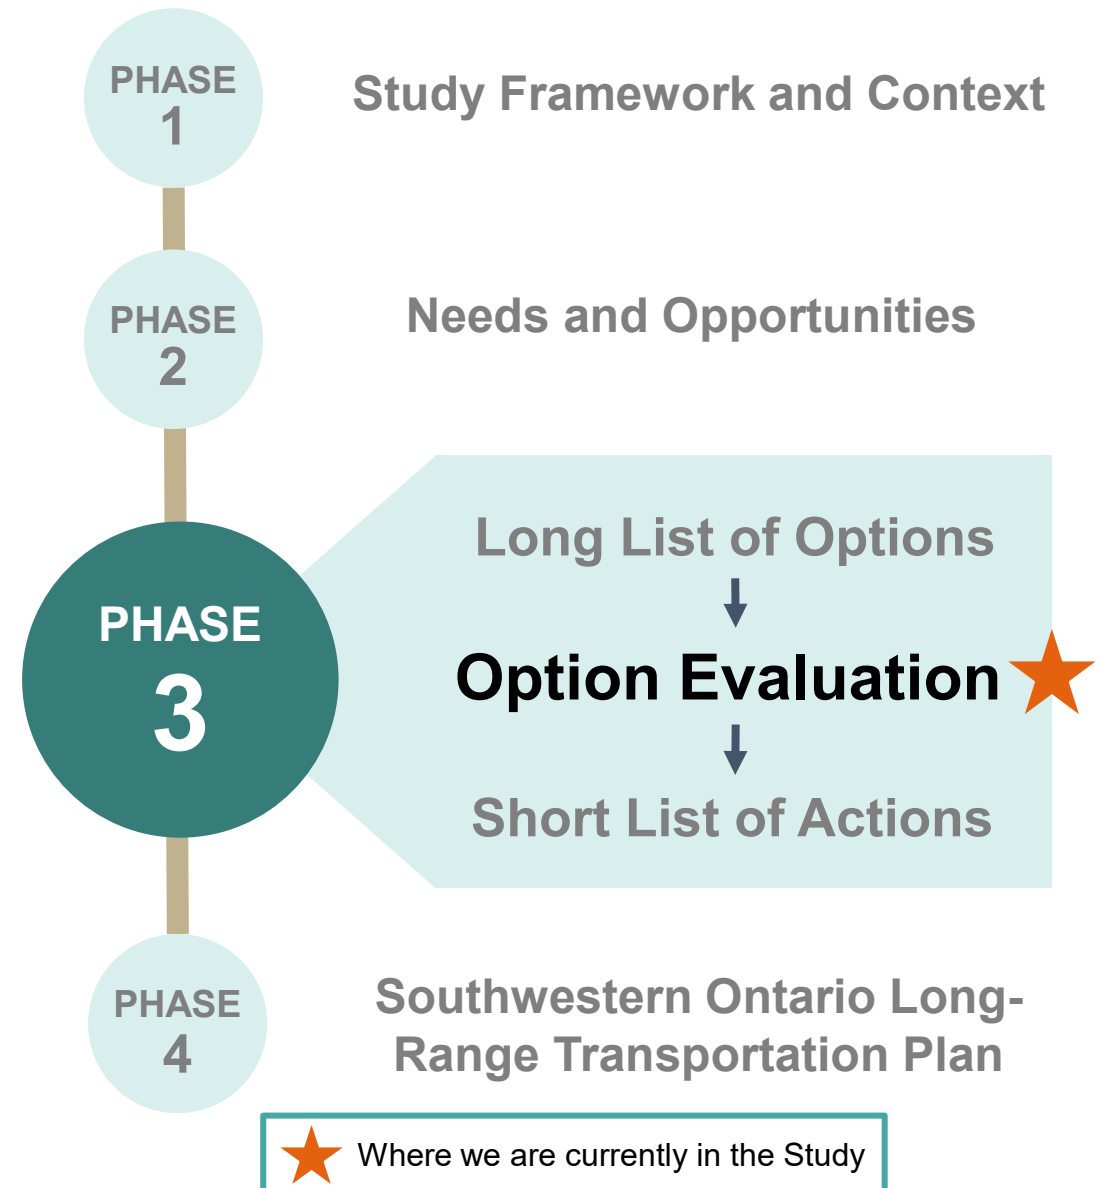 PHASE
1
Study Framework and Context
PHASE
2
Needs and Opportunities
PHASE
3
Long List of Options
Option Evaluation
Short List of Actions
PHASE
4
Southwestern Ontario Long-
Range Transportation Plan
Where we are currently in the Study